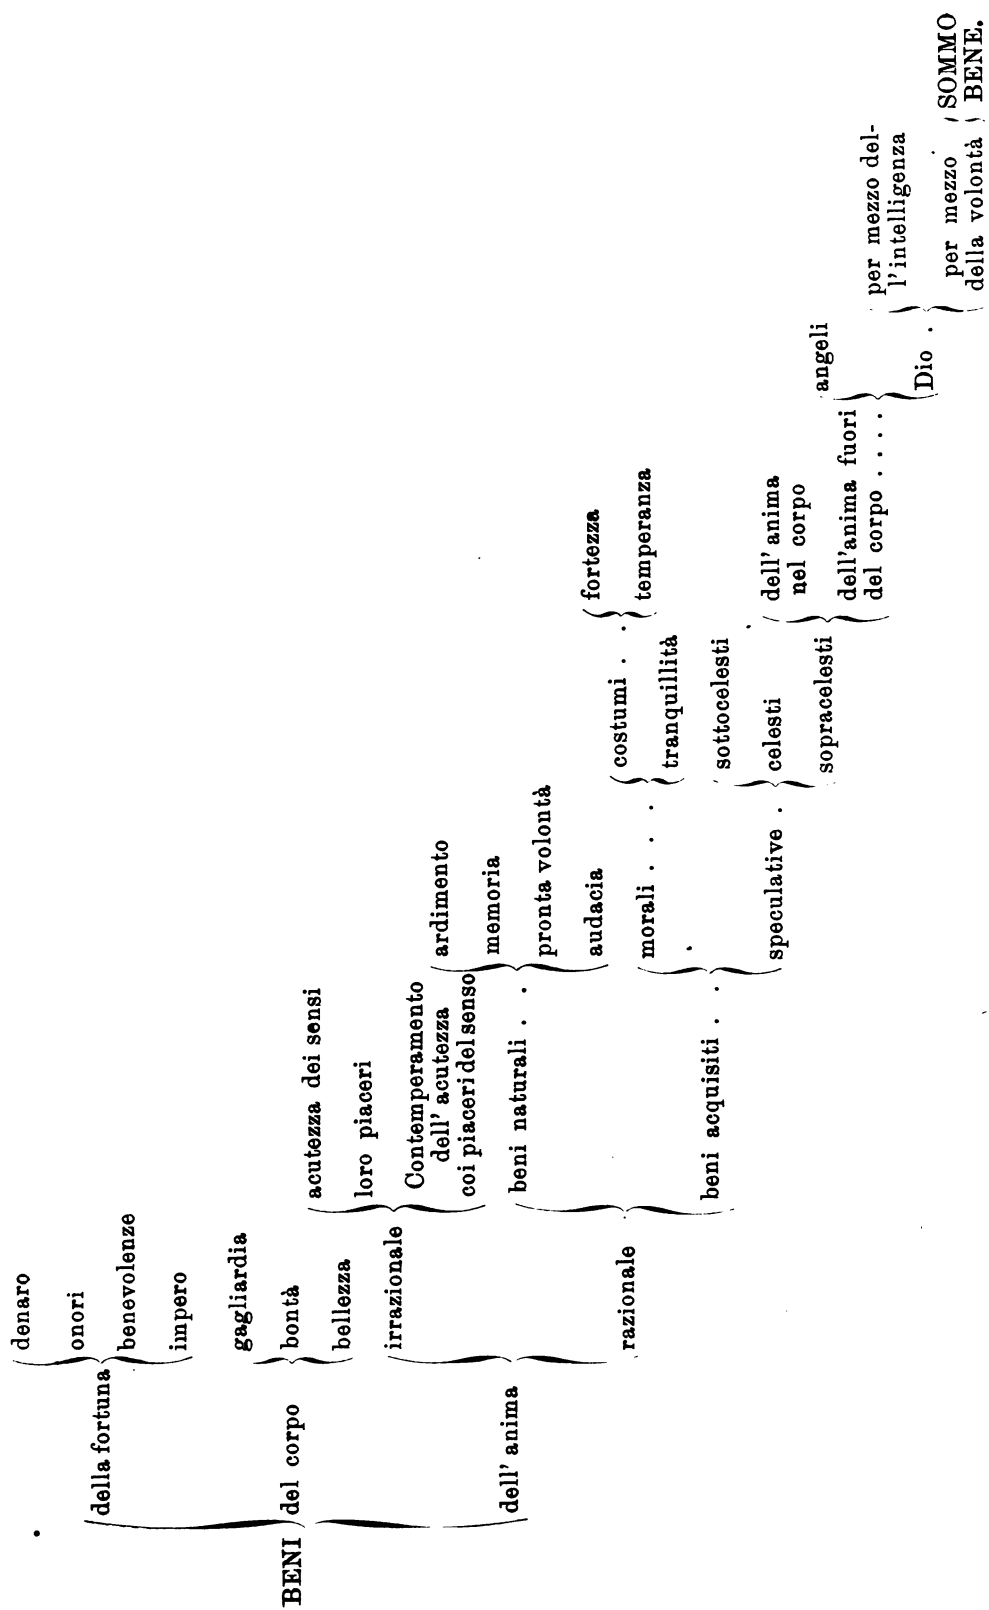 BENI
della fortuna
denaro
onori
benevolenze
impero
del corpo
gagliardia
bontà
bellezza
dell' anima
irrazionale
acutezza dei sensi
loro piaceri
Contemperamento
dell' acutezza
coi piaceri del senso
razionale
beni naturali . .
ardimento
memoria
pronta volontà
audacia
beni acquisiti . .
morali . . .
costumi . .
fortezza
temperanza
tranquillità
speculative .
sottocelesti
celesti
sopracelesti
dell' anima
nel corpo
dell'anima fuori
del corpo . . . .
angeli
Dio .
per mezzo del-
l'intelligenza
per mezzo
della volontà
SOMMO
BENE.